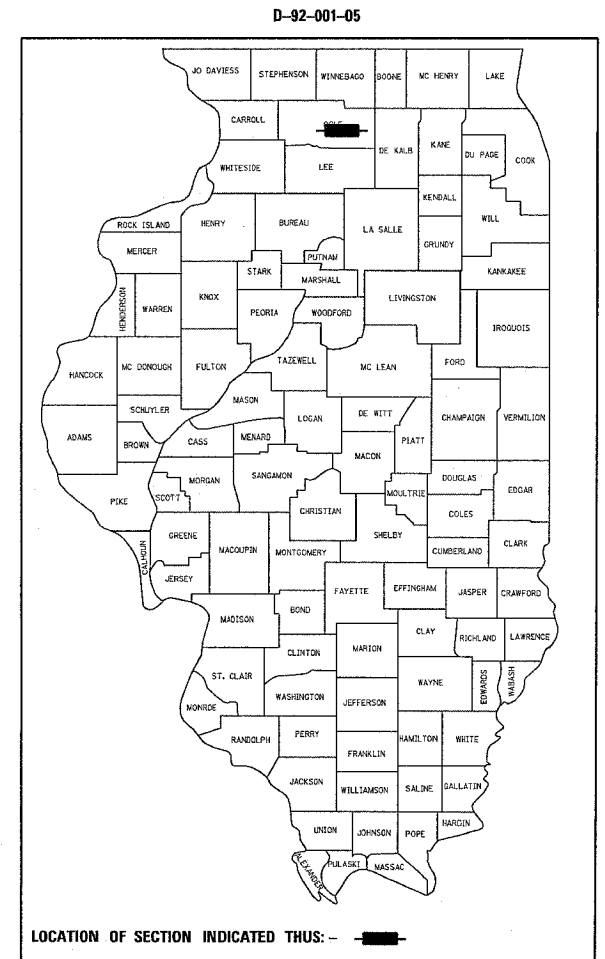 D-92-001-05
JO DAVIESS STEPHENSON WINNEBAGO BOONE MC HENRY LAKE
CARROLL
DE KALB KANE DU PAGE COOK
WHITESIDE LEE
KENDALL WILL
ROCK ISLAND HENRY BUREAU LA SALLE
MERCER PUTNAM GRUNDY
STARK MARSHALL KANKAKEE
HENDERSON WARREN KNOX LIVINGSTON
PEORIA WOODFORD IROQUOIS
HANCOCK MC DONOUGH FULTON TAZEWELL MC LEAN FORD
MASON
SCHUYLER LOGAN DE WITT CHAMPAIGN VERMILION
ADAMS BROWN CASS MENARD PIATT
MACON
MORGAN SANGAMON DOUGLAS EDGAR
PIKE SCOTT CHRISTIAN MOULTRIE
COLES
GREENE MACOUPIN MONTGOMERY SHELBY CLARK
CALHOUN CUMBERLAND
JERSEY FAYETTE EFFINGHAM JASPER CRAWFORD
MADISON BOND
CLAY RICHLAND LAWRENCE
CLINTON MARION
ST. CLAIR WAYNE EDWARDS WABASH
WASHINGTON JEFFERSON
MONROE
RANDOLPH PERRY HAMILTON WHITE
FRANKLIN
JACKSON WILLIAMSON SALINE GALLATIN
HARDIN
UNION JOHNSON POPE
ALEXANDER PULASKI MASSAC
LOCATION OF SECTION INDICATED THUS: -